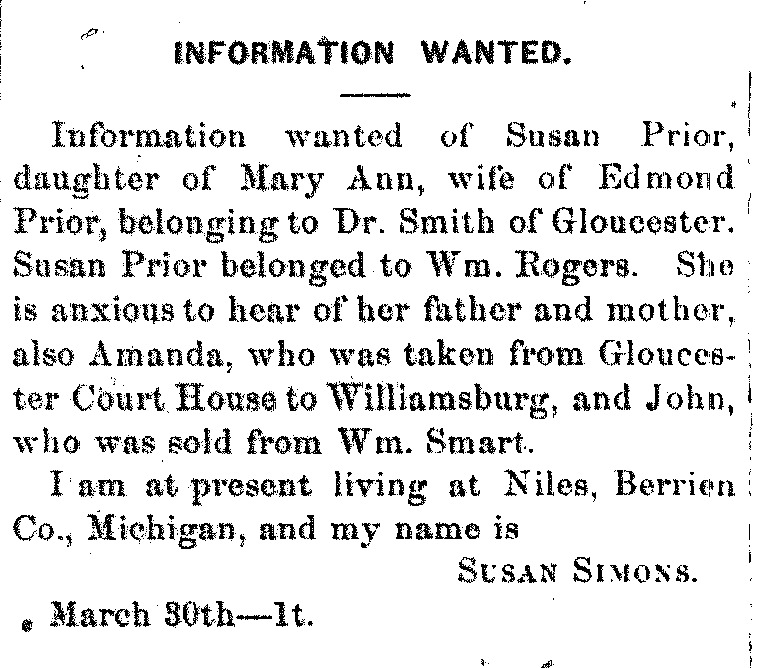 INFORMATION WANTED.
Information wanted of Susan Prior,
daughter of Mary Ann, wife of Edmond
Prior, belonging to Dr. Smith of Gloucester.
Susan Prior belonged to Wm. Rogers. She
is anxious to hear of her father and mother,
also Amanda, who was taken from Glouces-
ter Court House to Williamsburg, and John,
who was sold from Wm. Smart.
I am at present living at Niles, Berrien
Co., Michigan, and my name is
SUSAN SIMONS.
March 30th—1t.